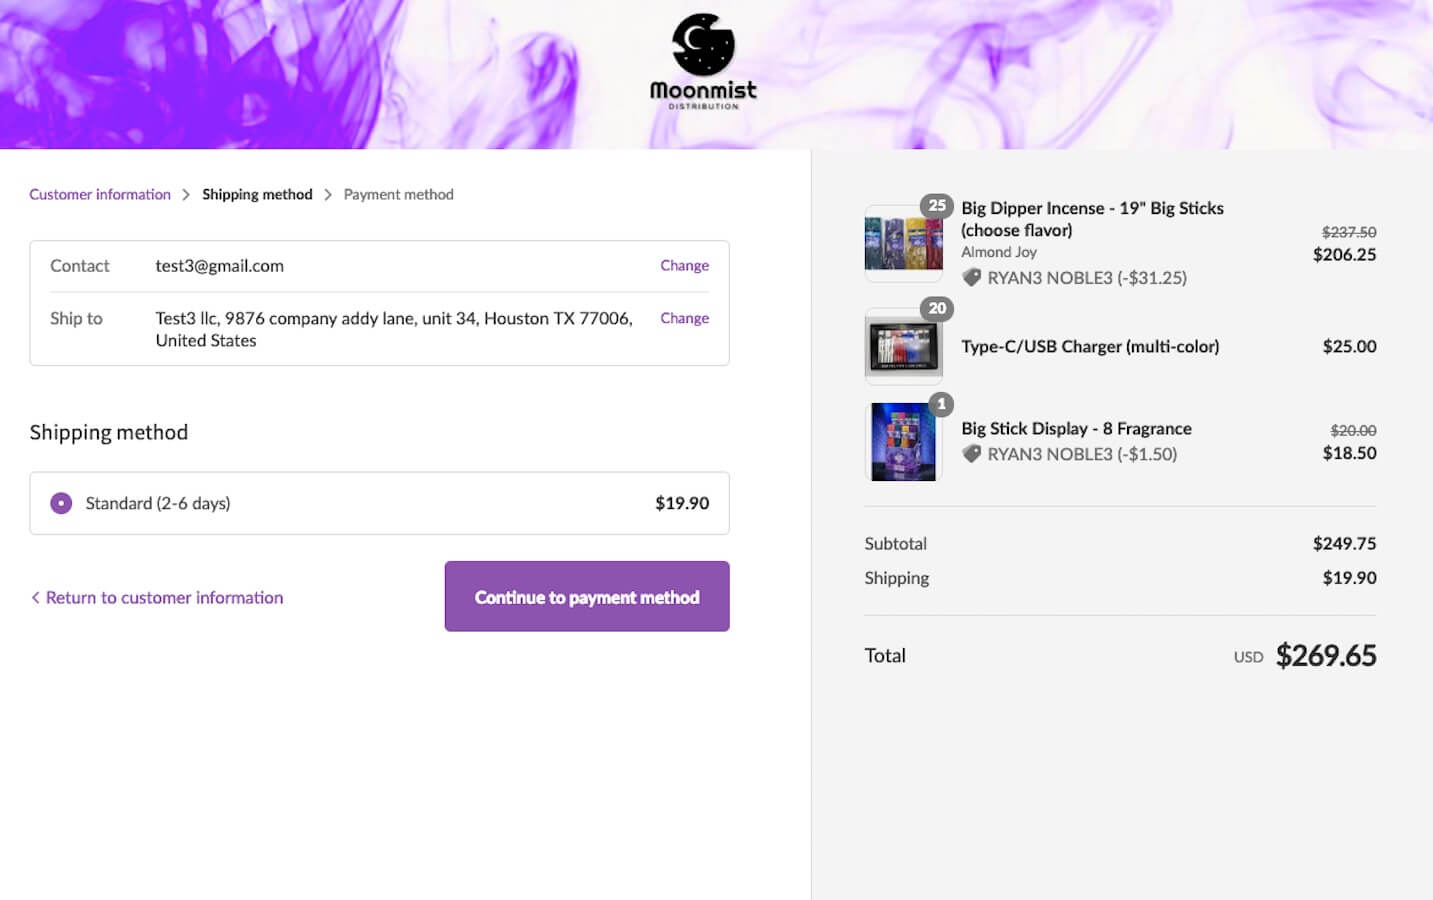 Moonmist
DISTRIBUTION
Customer information > Shipping method > Payment method
Contact test3@gmail.com Change
Ship to Test3 llc, 9876 company addy lane, unit 34, Houston TX 77006, Change
United States
Shipping method
Standard (2-6 days) $19.90
< Return to customer information
Continue to payment method
25
Big Dipper Incense - 19" Big Sticks
(choose flavor)
$237.50
Almond Joy
$206.25
RYAN3 NOBLE3 (-$31.25)
20
Type-C/USB Charger (multi-color) $25.00
1
Big Stick Display - 8 Fragrance
$20.00
RYAN3 NOBLE3 (-$1.50)
$18.50
Subtotal $249.75
Shipping $19.90
Total USD $269.65